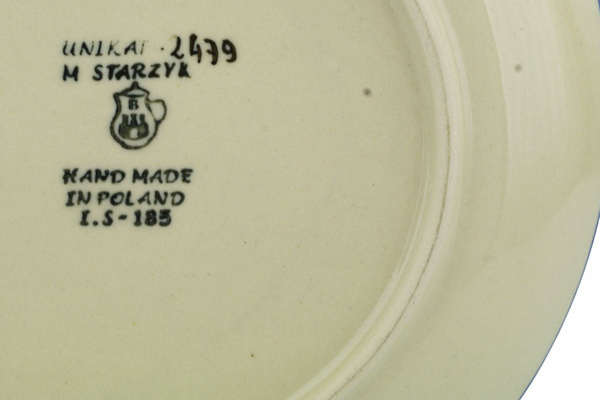 UNIKAT 2479
M STARZYK
B
HAND MADE
IN POLAND
I.S-185